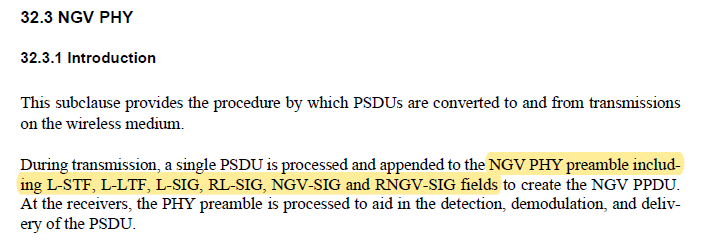 32.3 NGV PHY
32.3.1 Introduction
This subclause provides the procedure by which PSDUs are converted to and from transmissions
on the wireless medium.
During transmission, a single PSDU is processed and appended to the NGV PHY preamble includ-
ing L-STF, L-LTF, L-SIG, RL-SIG, NGV-SIG and RNGV-SIG fields to create the NGV PPDU.
At the receivers, the PHY preamble is processed to aid in the detection, demodulation, and deliv-
ery of the PSDU.